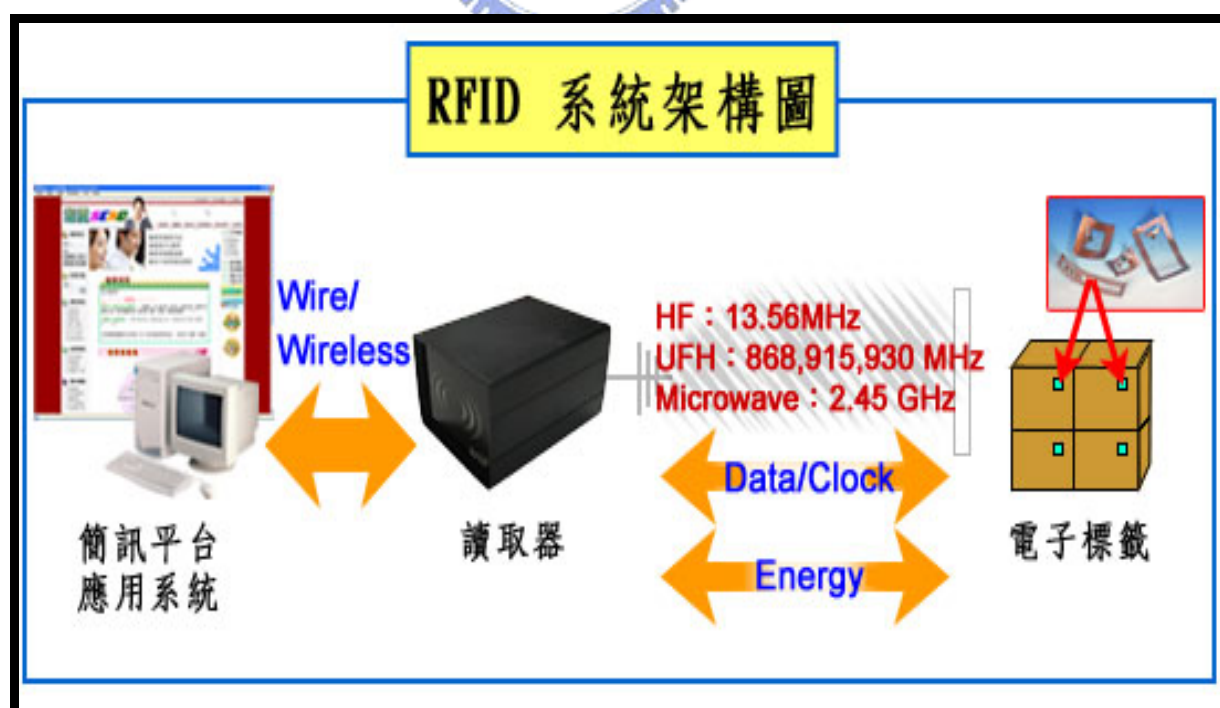 RFID 系統架構圖
Wire/
Wireless
HF：13.56MHz
UFH：868,915,930 MHz
Microwave：2.45 GHz
Data/Clock
Energy
簡訊平台
應用系統
讀取器
電子標籤